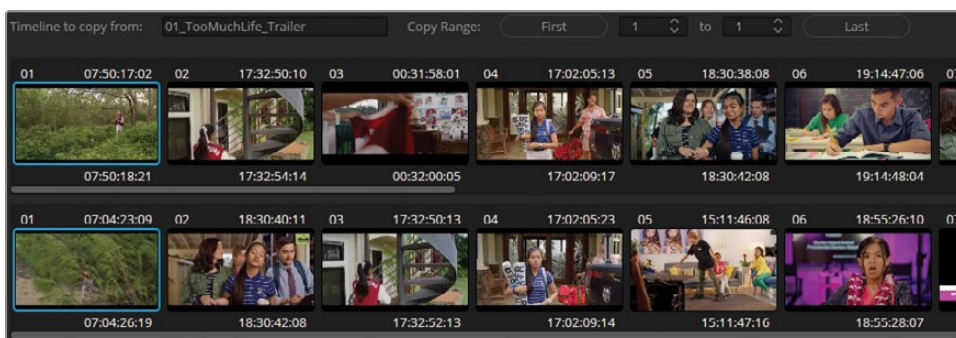 Timeline to copy from: 01_TooMuchLife_Trailer Copy Range: First 1 to 1 Last
01 07:50:17:02 02 17:32:50:10 03 00:31:58:01 04 17:02:05:13 05 18:30:38:08 06 19:14:47:06 07
07:50:18:21 17:32:54:14 00:32:00:05 17:02:09:17 18:30:42:08 19:14:48:04
01 07:04:23:09 02 18:30:40:11 03 17:32:50:13 04 17:02:05:23 05 15:11:46:08 06 18:55:26:10 07
07:04:26:19 18:30:42:08 17:32:52:13 17:02:09:14 15:11:47:16 18:55:28:07